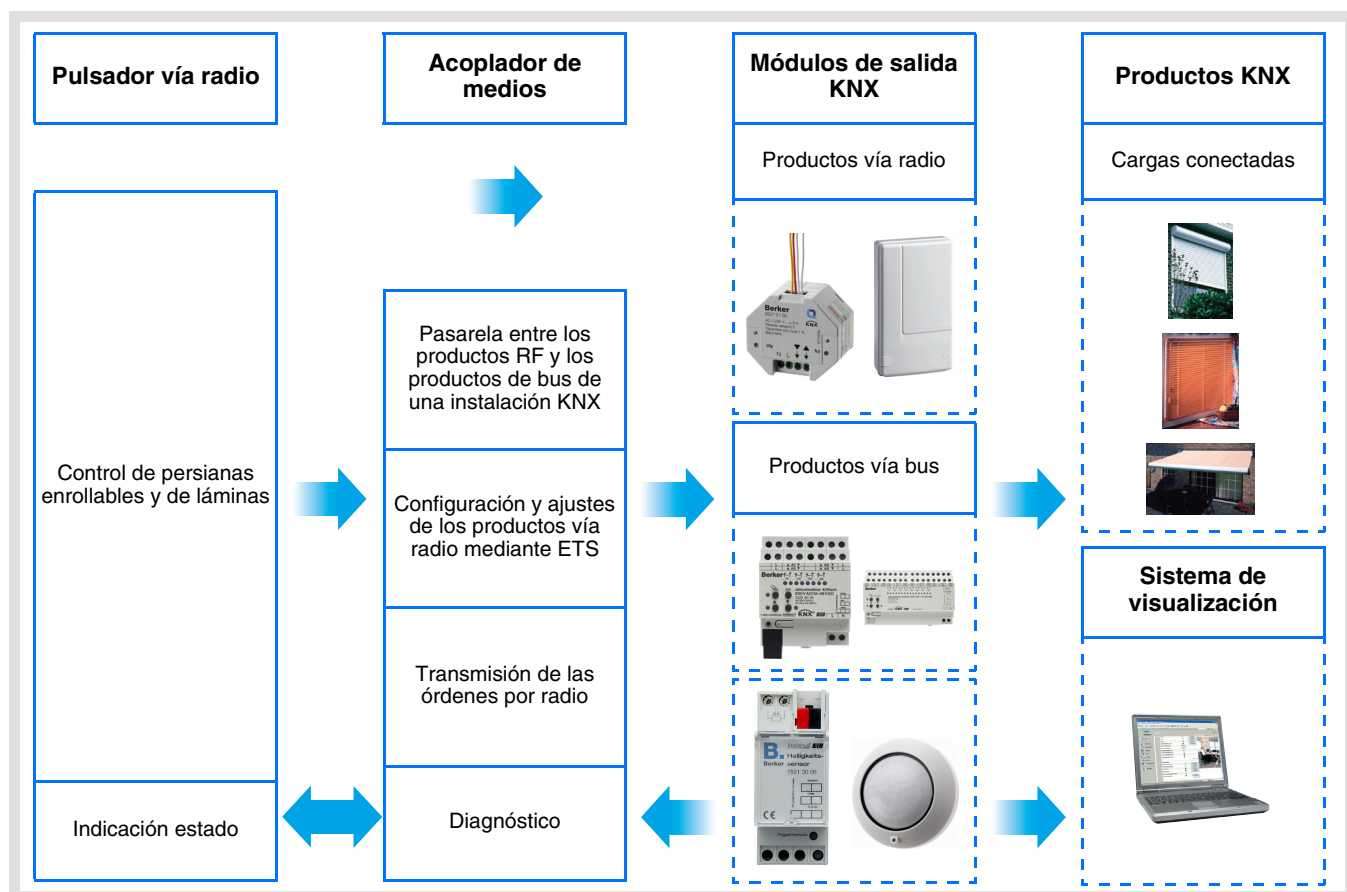 Pulsador vía radio
Acoplador de
medios
Módulos de salida
KNX
Productos KNX
Productos vía radio
Cargas conectadas
Control de persianas
enrollables y de láminas
Indicación estado
Pasarela entre los
productos RF y los
productos de bus de
una instalación KNX
Configuración y ajustes
de los productos vía
radio mediante ETS
Transmisión de las
órdenes por radio
Diagnóstico
Berker
KNX
N L
Productos vía bus
Berker
KNX
B.
Berker
Helligkeits-
sensor
7521 30 06
CE
Sistema de
visualización